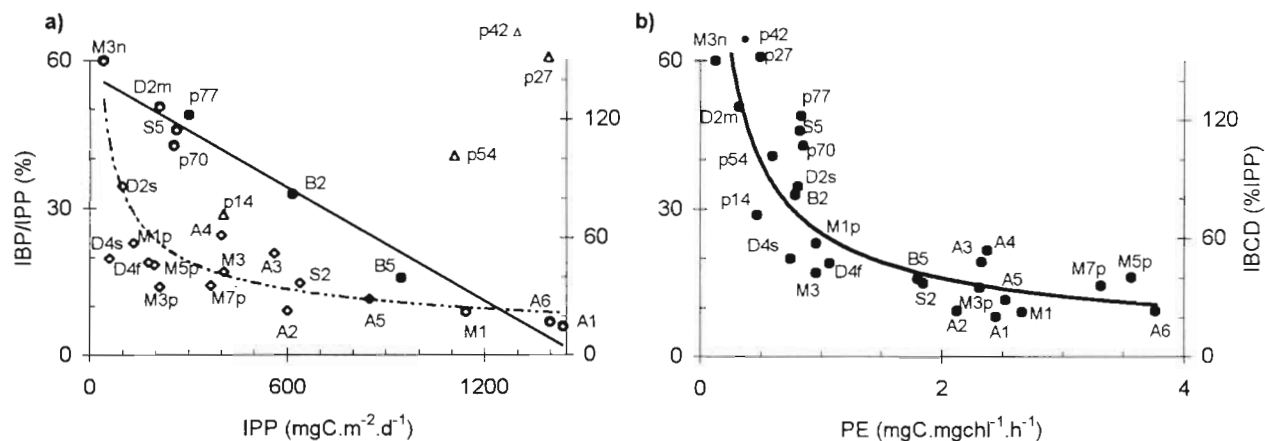 a)
M3n
p42
60
p27
D2m
p77
S5
p70
120
p54
IBP/IPP (%)
D2s
B2
30
p14
A4
60
M1p
D4s
D4f
M5p
M3
A3
S2
B5
M3p
M7p
A2
A5
M1
A6
A1
0
0
0
600
1200
IPP (mgC.m⁻².d⁻¹)
b)
p42
M3n
p27
60
p77
D2m
S5
120
p70
p54
D2s
B2
30
p14
M1p
60
A3
A4
D4s
D4f
M3
B5
S2
M3p
A5
M7p
M5p
A2
A1
M1
A6
0
0
0
2
4
IBCD (%IPP)
PE (mgC.mgchl⁻¹.h⁻¹)